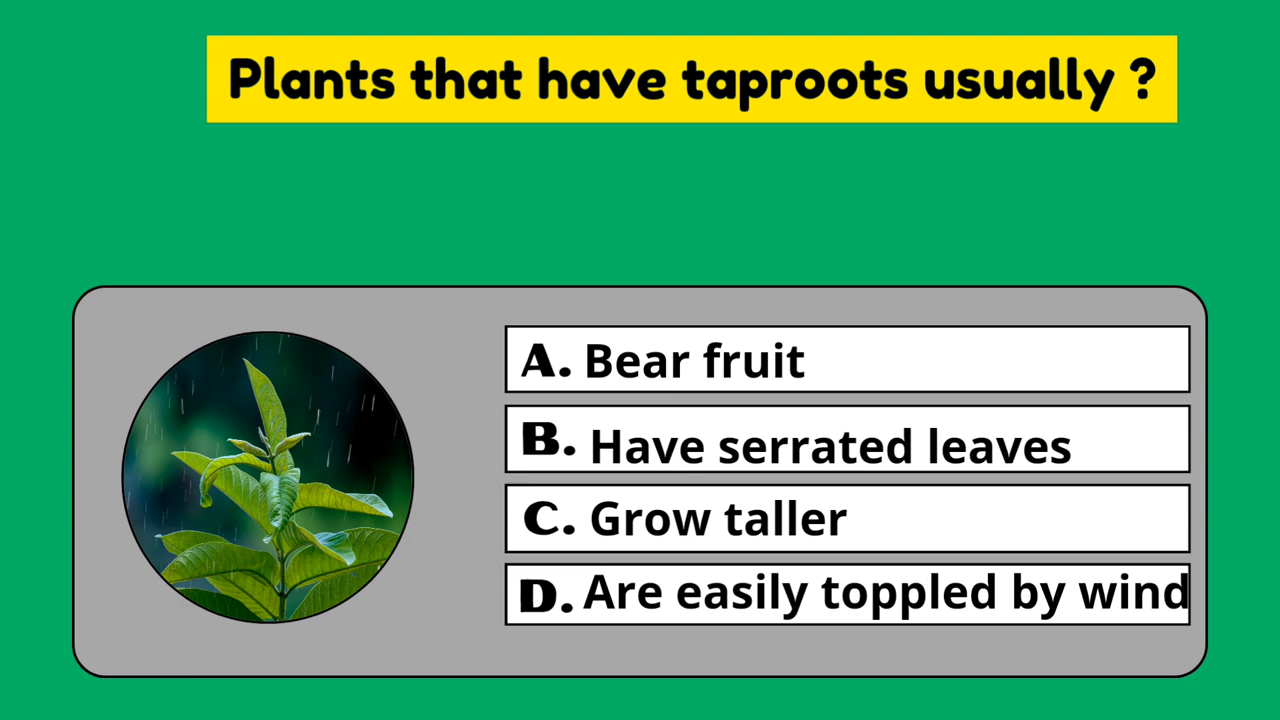 Plants that have taproots usually ?
A. Bear fruit
B. Have serrated leaves
C. Grow taller
D. Are easily toppled by wind